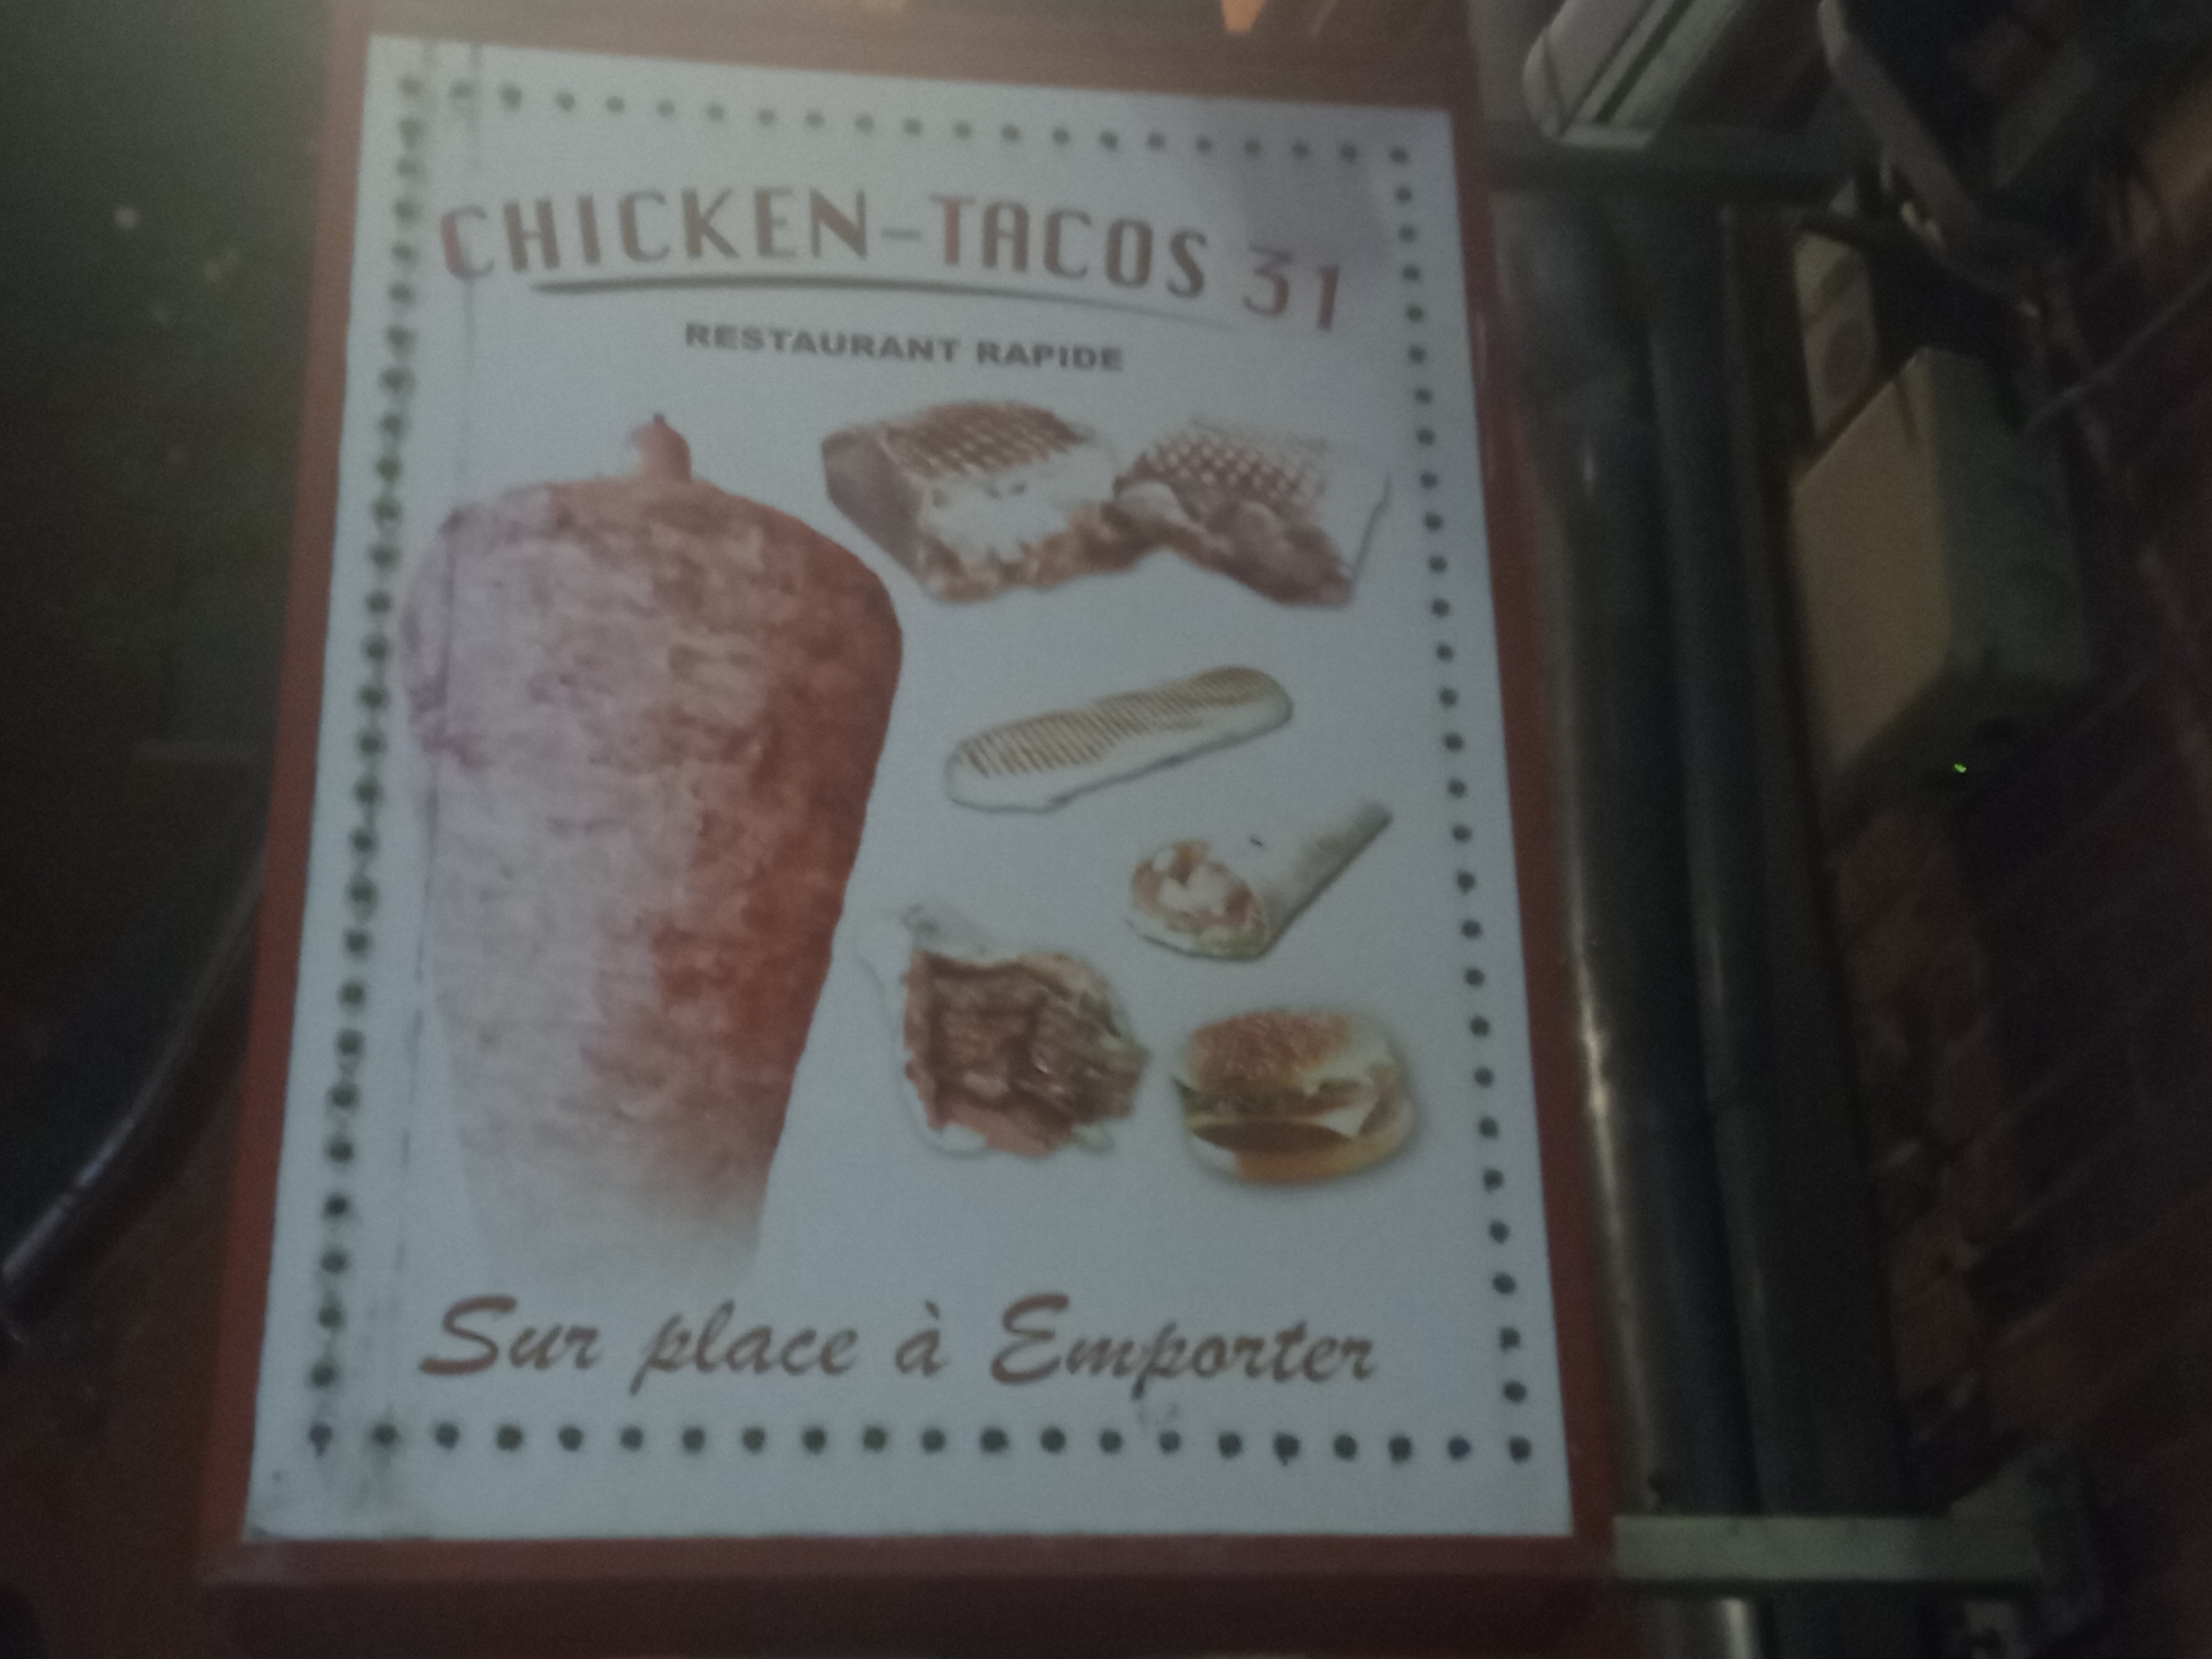 CHICKEN-TACOS 31
RESTAURANT RAPIDE
Sur place à Emporter